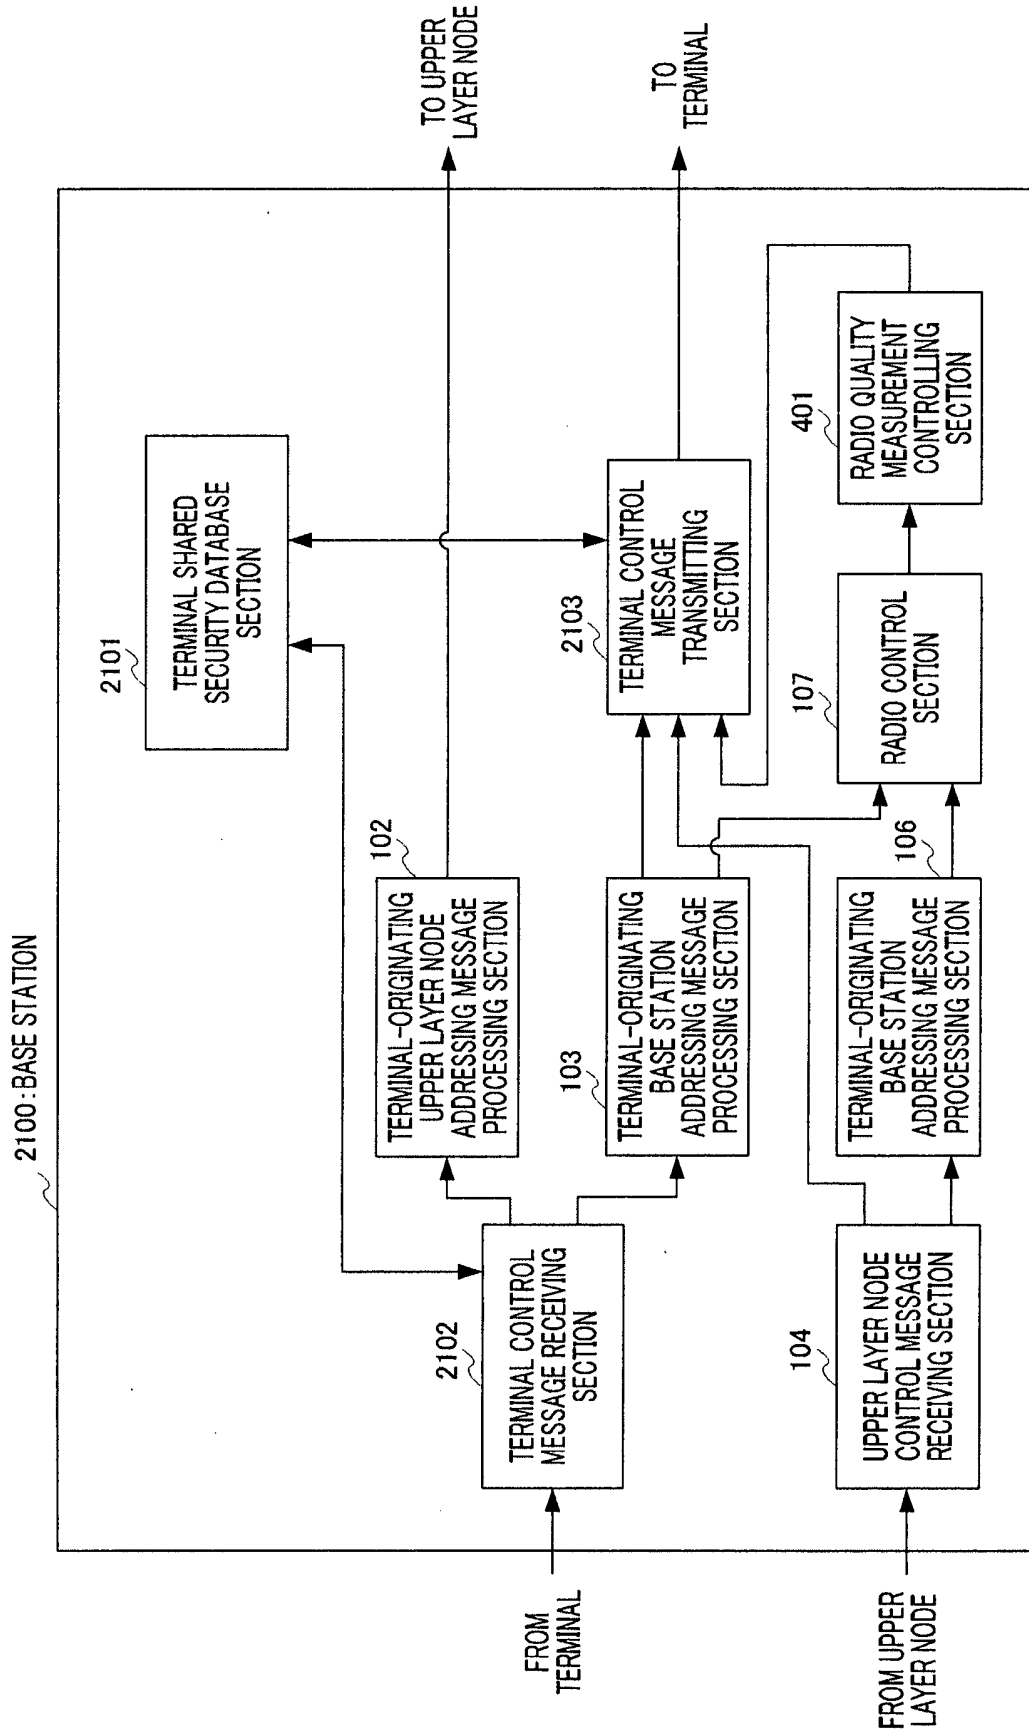 2100:BASE STATION
2101
TERMINAL SHARED
SECURITY DATABASE
SECTION
TO UPPER
LAYER NODE
102
TERMINAL-ORIGINATING
UPPER LAYER NODE
ADDRESSING MESSAGE
PROCESSING SECTION
FROM
TERMINAL
2102
TERMINAL CONTROL
MESSAGE RECEIVING
SECTION
103
TERMINAL-ORIGINATING
BASE STATION
ADDRESSING MESSAGE
PROCESSING SECTION
2103
TERMINAL CONTROL
MESSAGE
TRANSMITTING
SECTION
TO
TERMINAL
FROM UPPER
LAYER NODE
104
UPPER LAYER NODE
CONTROL MESSAGE
RECEIVING SECTION
106
TERMINAL-ORIGINATING
BASE STATION
ADDRESSING MESSAGE
PROCESSING SECTION
107
RADIO CONTROL
SECTION
401
RADIO QUALITY
MEASUREMENT
CONTROLLING
SECTION